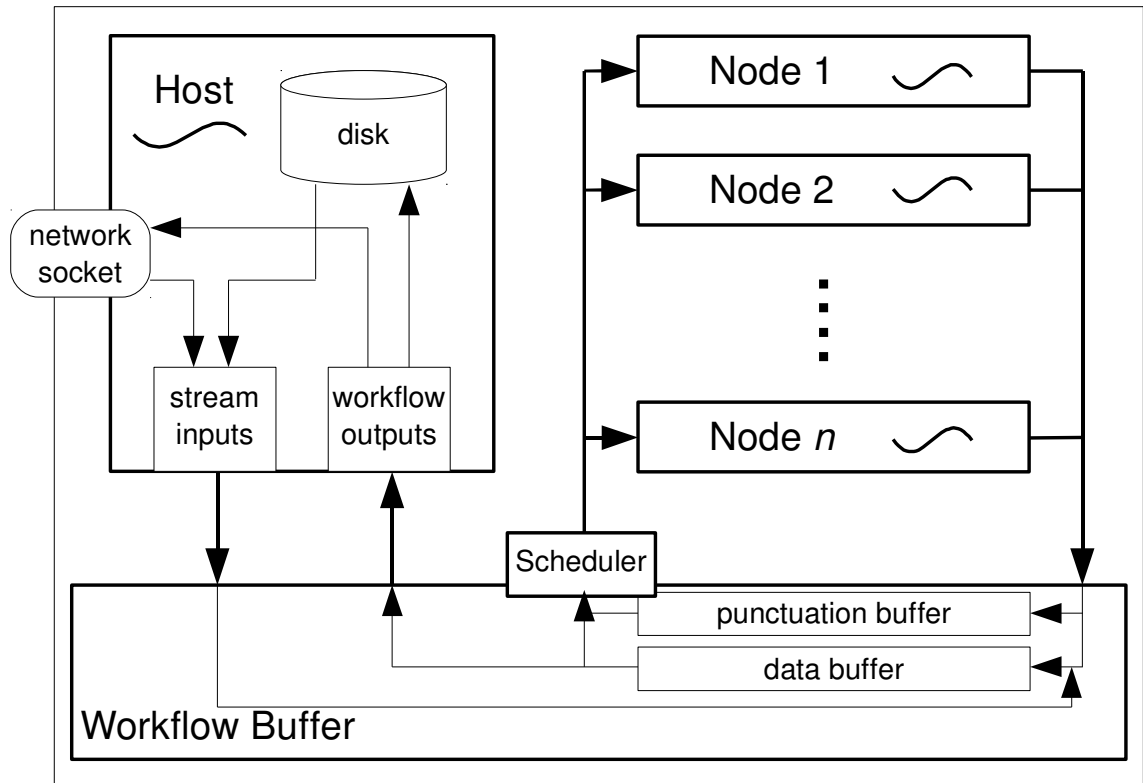 Host
disk
network
socket
stream
inputs
workflow
outputs
Node 1
Node 2
Node n
Scheduler
punctuation buffer
data buffer
Workflow Buffer